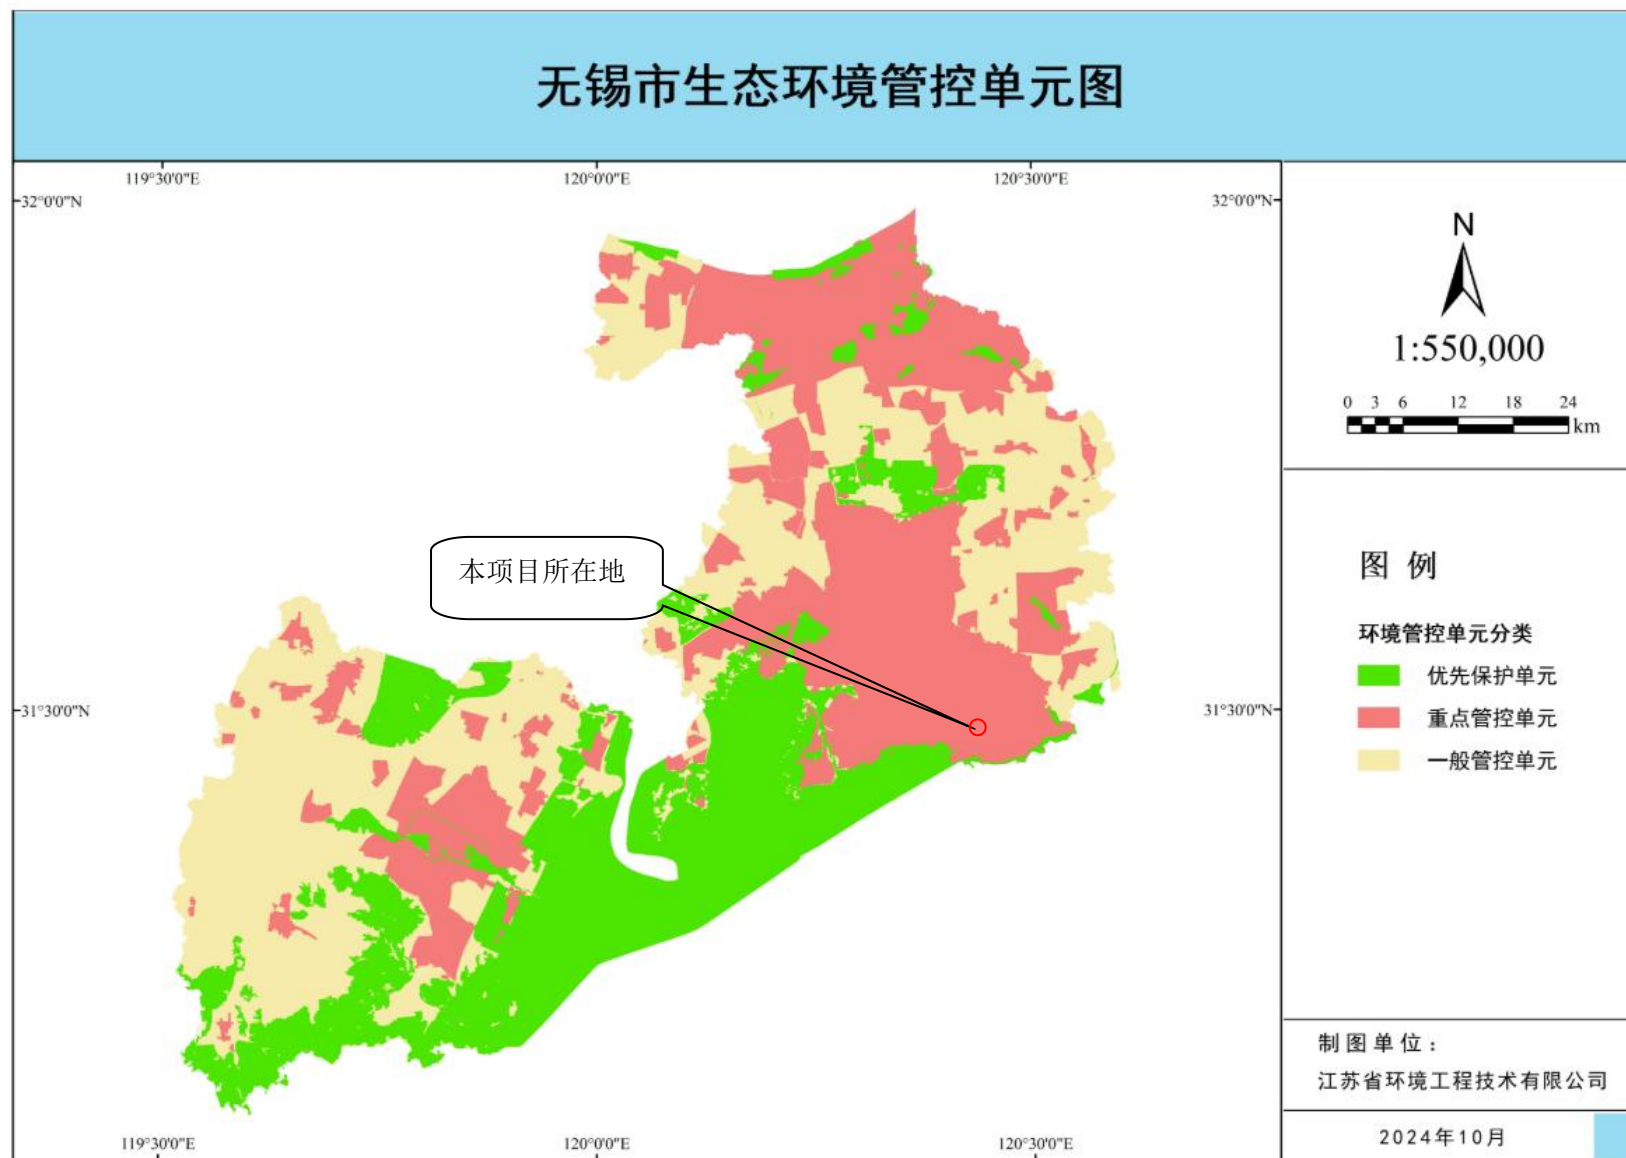 无锡市生态环境管控单元图
119°30'0"E
120°0'0"E
120°30'0"E
32°0'0"N
32°0'0"N
N
1:550,000
0 3 6 12 18 24
km
本项目所在地
图 例
环境管控单元分类
优先保护单元
重点管控单元
一般管控单元
31°30'0"N
31°30'0"N
制图单位：
江苏省环境工程技术有限公司
2024年10月
119°30'0"E
120°0'0"E
120°30'0"E